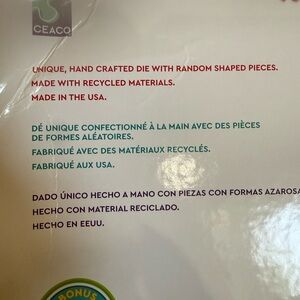 CEACO
UNIQUE, HAND CRAFTED DIE WITH RANDOM SHAPED PIECES.
MADE WITH RECYCLED MATERIALS.
MADE IN THE USA.
DÉ UNIQUE CONFECTIONNÉ À LA MAIN AVEC DES PIÈCES
DE FORMES ALÉATOIRES.
FABRIQUÉ AVEC DES MATÉRIAUX RECYCLÉS.
FABRIQUÉ AUX USA.
DADO ÚNICO HECHO A MANO CON PIEZAS CON FORMAS AZAROSA
HECHO CON MATERIAL RECICLADO.
HECHO EN EEUU.
BONUS